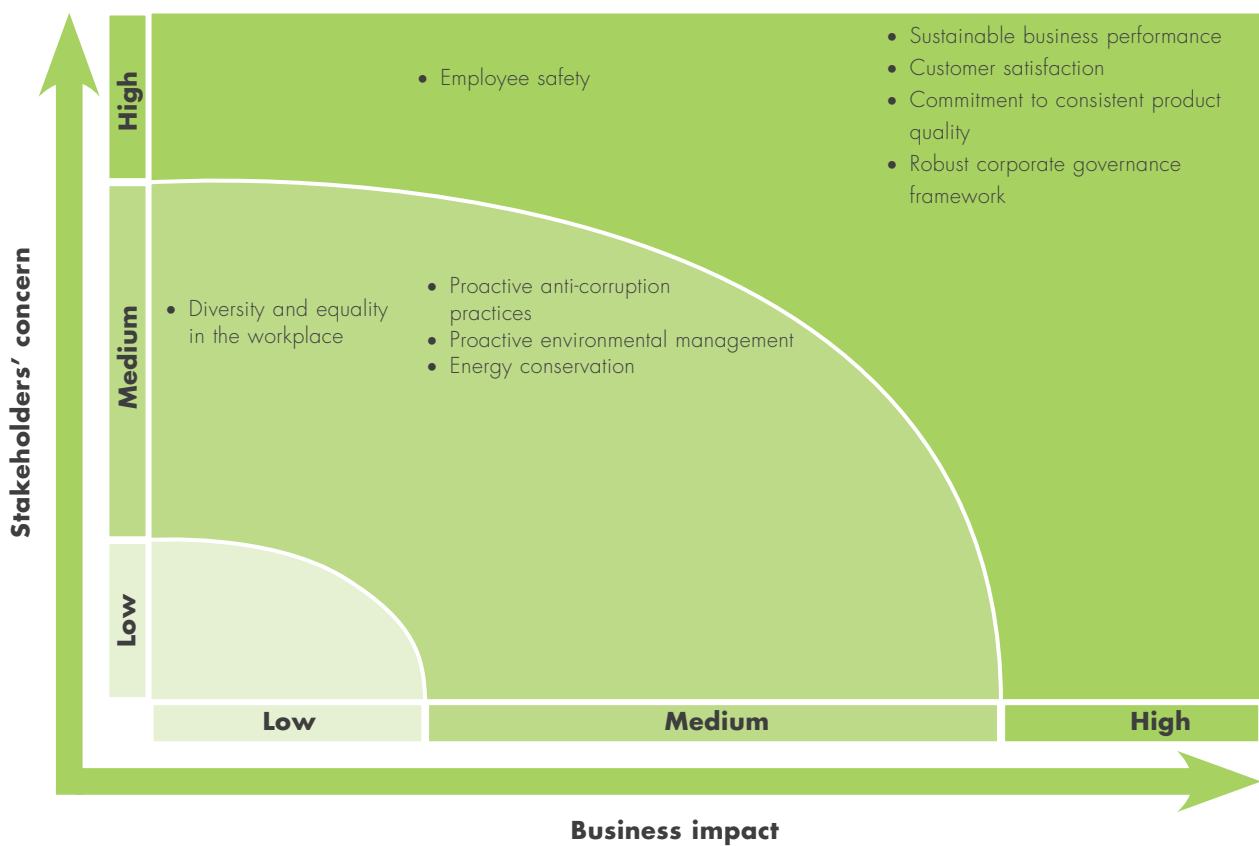 Stakeholders' concern
High
Medium
Low
• Employee safety
• Sustainable business performance
• Customer satisfaction
• Commitment to consistent product
quality
• Robust corporate governance
framework
• Diversity and equality
in the workplace
• Proactive anti-corruption
practices
• Proactive environmental management
• Energy conservation
Low
Medium
High
Business impact